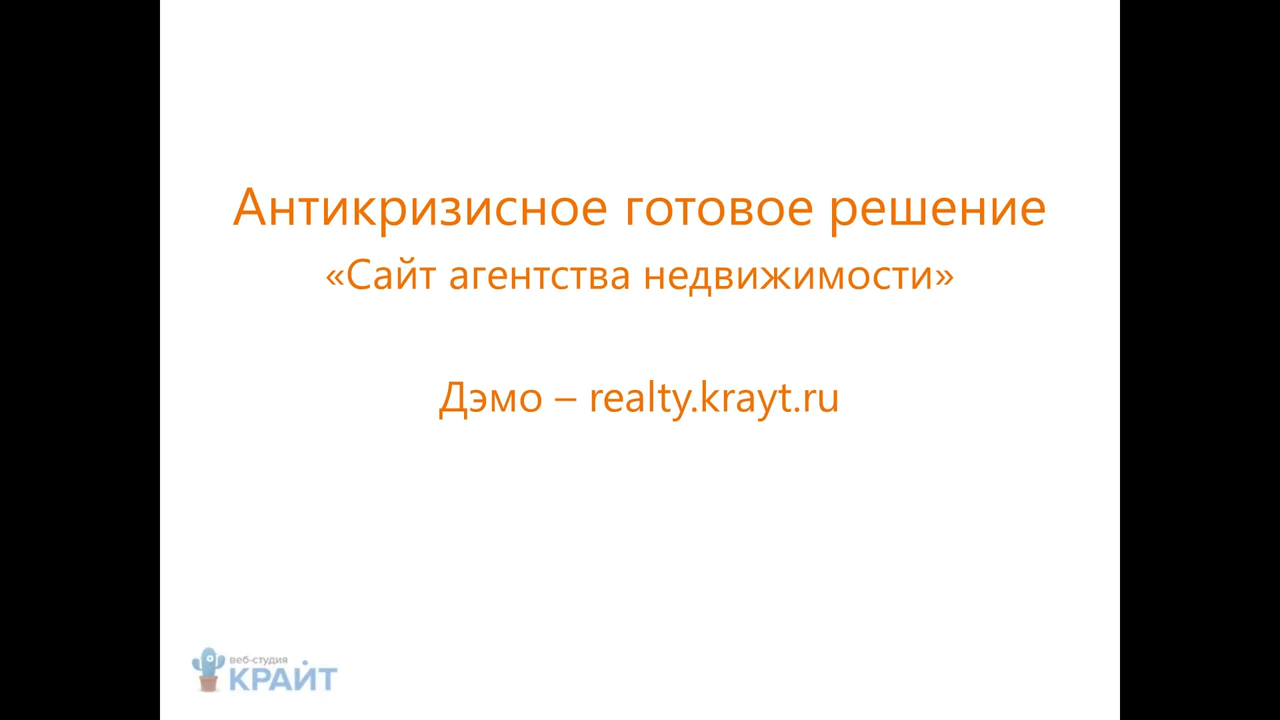 Антикризисное готовое решение
«Сайт агентства недвижимости»
Дэмо – realty.krayt.ru
веб-студия
КРАЙТ